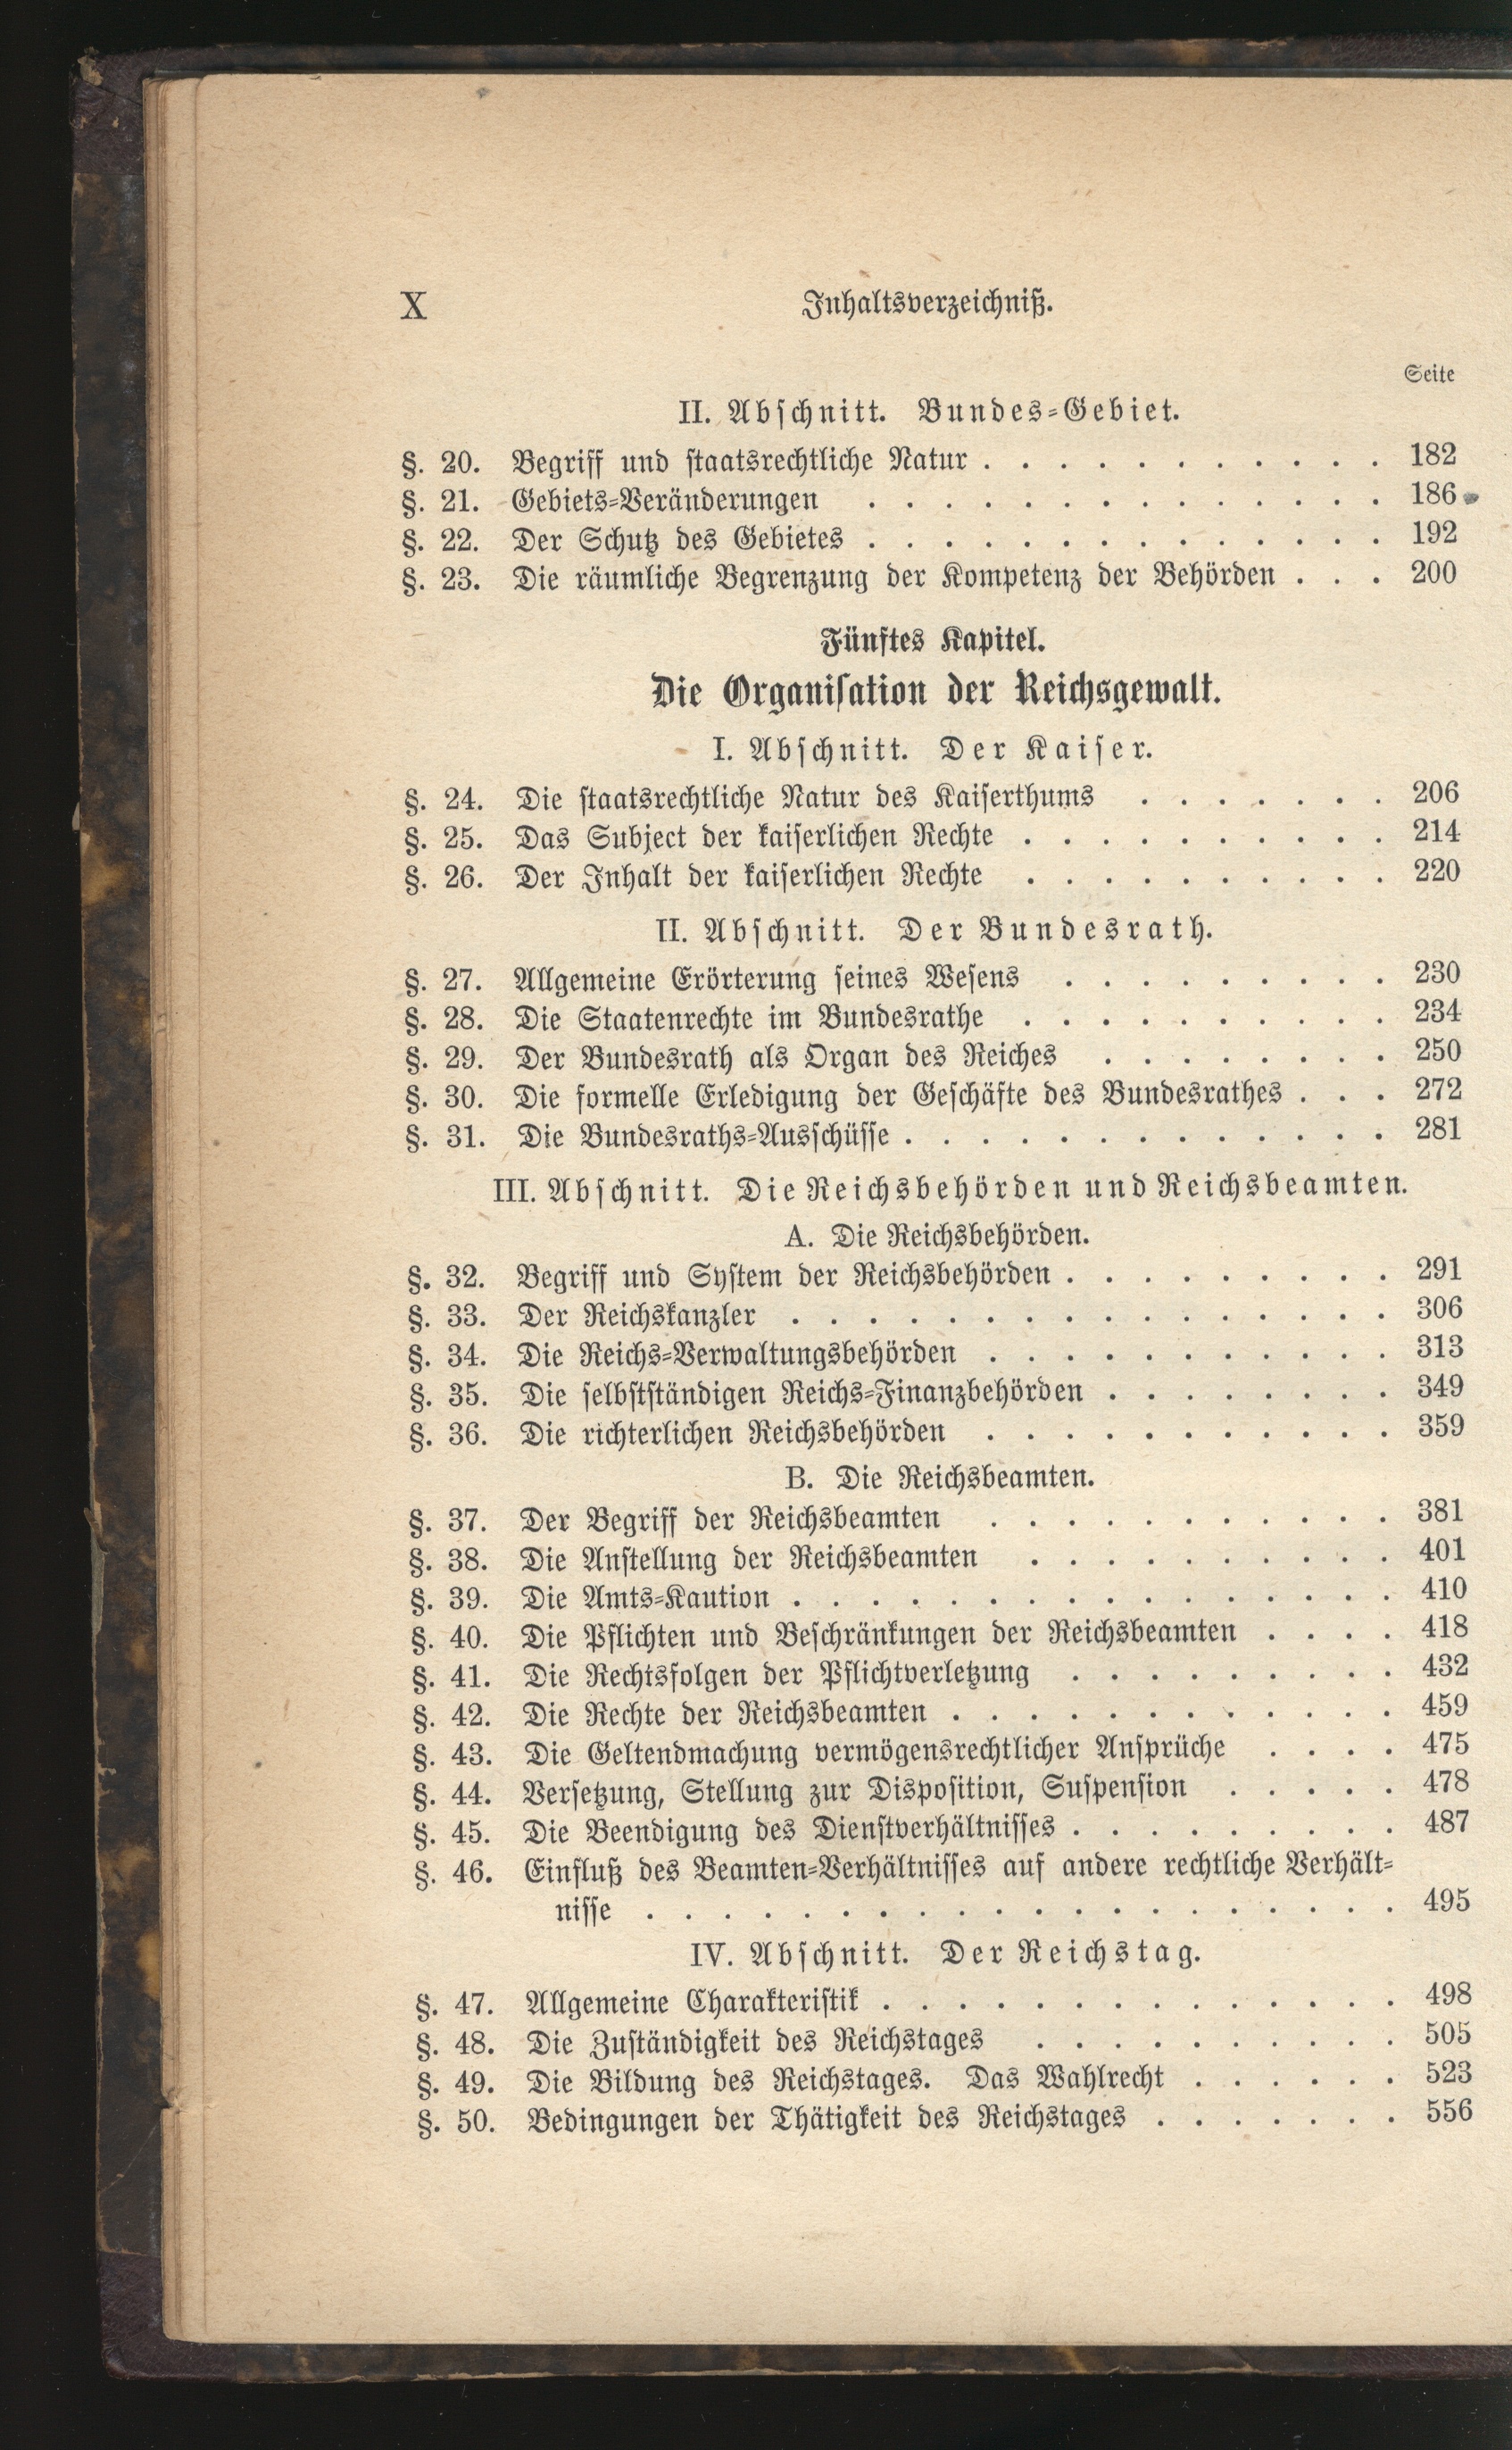 X Inhaltsverzeichniß.
Seite
II. Abschnitt. Bundes-Gebiet.
§. 20. Begriff und staatsrechtliche Natur . . . . . . . . . . . 182
§. 21. Gebiets-Veränderungen . . . . . . . . . . . . . . 186
§. 22. Der Schutz des Gebietes . . . . . . . . . . . . . . 192
§. 23. Die räumliche Begrenzung der Kompetenz der Behörden . . . 200
Fünftes Kapitel.
Die Organisation der Reichsgewalt.
I. Abschnitt. Der Kaiser.
§. 24. Die staatsrechtliche Natur des Kaiserthums . . . . . . . 206
§. 25. Das Subject der kaiserlichen Rechte . . . . . . . . . . 214
§. 26. Der Inhalt der kaiserlichen Rechte . . . . . . . . . . 220
II. Abschnitt. Der Bundesrath.
§. 27. Allgemeine Erörterung seines Wesens . . . . . . . . . 230
§. 28. Die Staatenrechte im Bundesrathe . . . . . . . . . . 234
§. 29. Der Bundesrath als Organ des Reiches . . . . . . . . 250
§. 30. Die formelle Erledigung der Geschäfte des Bundesrathes . . . 272
§. 31. Die Bundesraths-Ausschüsse . . . . . . . . . . . . . 281
III. Abschnitt. Die Reichsbehörden und Reichsbeamten.
A. Die Reichsbehörden.
§. 32. Begriff und System der Reichsbehörden . . . . . . . . . 291
§. 33. Der Reichskanzler . . . . . . . . . . . . . . . . 306
§. 34. Die Reichs-Verwaltungsbehörden . . . . . . . . . . . 313
§. 35. Die selbstständigen Reichs-Finanzbehörden . . . . . . . . 349
§. 36. Die richterlichen Reichsbehörden . . . . . . . . . . . 359
B. Die Reichsbeamten.
§. 37. Der Begriff der Reichsbeamten . . . . . . . . . . . 381
§. 38. Die Anstellung der Reichsbeamten . . . . . . . . . . 401
§. 39. Die Amts-Kaution . . . . . . . . . . . . . . . . 410
§. 40. Die Pflichten und Beschränkungen der Reichsbeamten . . . . 418
§. 41. Die Rechtsfolgen der Pflichtverletzung . . . . . . . . . 432
§. 42. Die Rechte der Reichsbeamten . . . . . . . . . . . . 459
§. 43. Die Geltendmachung vermögensrechtlicher Ansprüche . . . . 475
§. 44. Versetzung, Stellung zur Disposition, Suspension . . . . . 478
§. 45. Die Beendigung des Dienstverhältnisses . . . . . . . . . 487
§. 46. Einfluß des Beamten-Verhältnisses auf andere rechtliche Verhält-
nisse . . . . . . . . . . . . . . . . . . . . 495
IV. Abschnitt. Der Reichstag.
§. 47. Allgemeine Charakteristik . . . . . . . . . . . . . . 498
§. 48. Die Zuständigkeit des Reichstages . . . . . . . . . . 505
§. 49. Die Bildung des Reichstages. Das Wahlrecht . . . . . . 523
§. 50. Bedingungen der Thätigkeit des Reichstages . . . . . . . 556